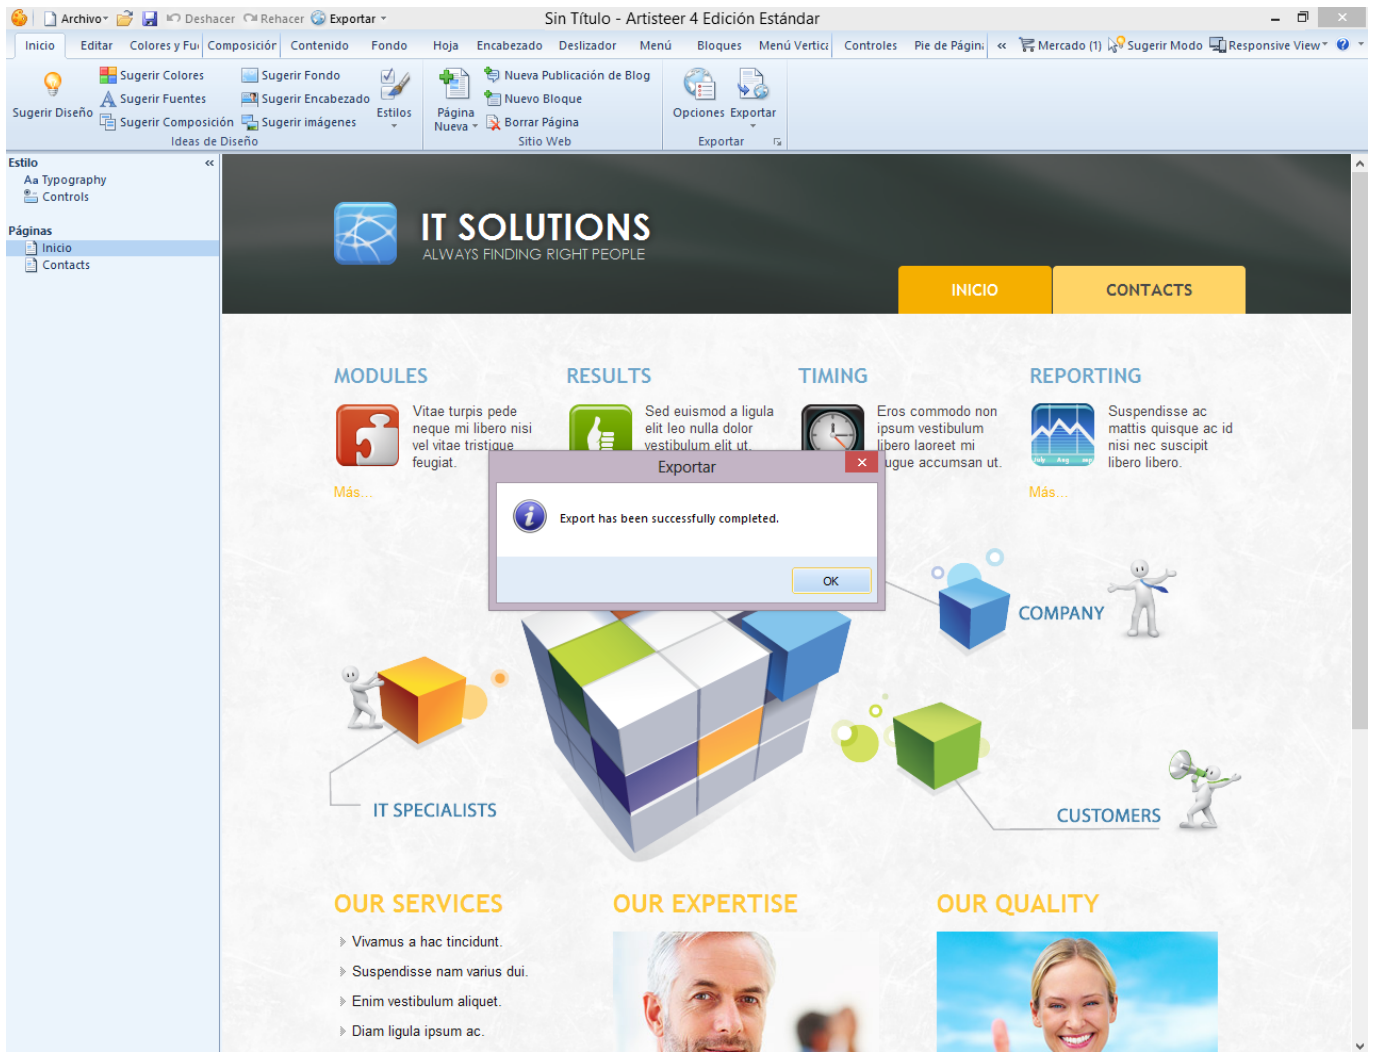 Archivo
Deshacer
Rehacer
Exportar
Sin Título - Artisteer 4 Edición Estándar
Inicio
Editar
Colores y Fu
Composición
Contenido
Fondo
Hoja
Encabezado
Deslizador
Menú
Bloques
Menú Vertic
Controles
Pie de Págin
Mercado (1)
Sugerir Modo
Responsive View
Sugerir Diseño
Sugerir Colores
Sugerir Fuentes
Sugerir Composición
Sugerir Fondo
Sugerir Encabezado
Sugerir imágenes
Estilos
Ideas de Diseño
Página
Nueva
Nueva Publicación de Blog
Nuevo Bloque
Borrar Página
Sitio Web
Opciones
Exportar
Exportar
Estilo
Aa Typography
Controls
Páginas
Inicio
Contacts
IT SOLUTIONS
ALWAYS FINDING RIGHT PEOPLE
INICIO
CONTACTS
MODULES
Vitae turpis pede
neque mi libero nisi
vel vitae tristique
feugiat.
Más...
RESULTS
Sed euismod a ligula
elit leo nulla dolor
vestibulum elit ut.
TIMING
Eros commodo non
ipsum vestibulum
libero laoreet mi
augue accumsan ut.
REPORTING
July Aug sep
Suspendisse ac
mattis quisque ac id
nisi nec suscipit
libero libero.
Más...
Exportar
Export has been successfully completed.
OK
COMPANY
IT SPECIALISTS
CUSTOMERS
OUR SERVICES
Vivamus a hac tincidunt.
Suspendisse nam varius dui.
Enim vestibulum aliquet.
Diam ligula ipsum ac.
OUR EXPERTISE
OUR QUALITY